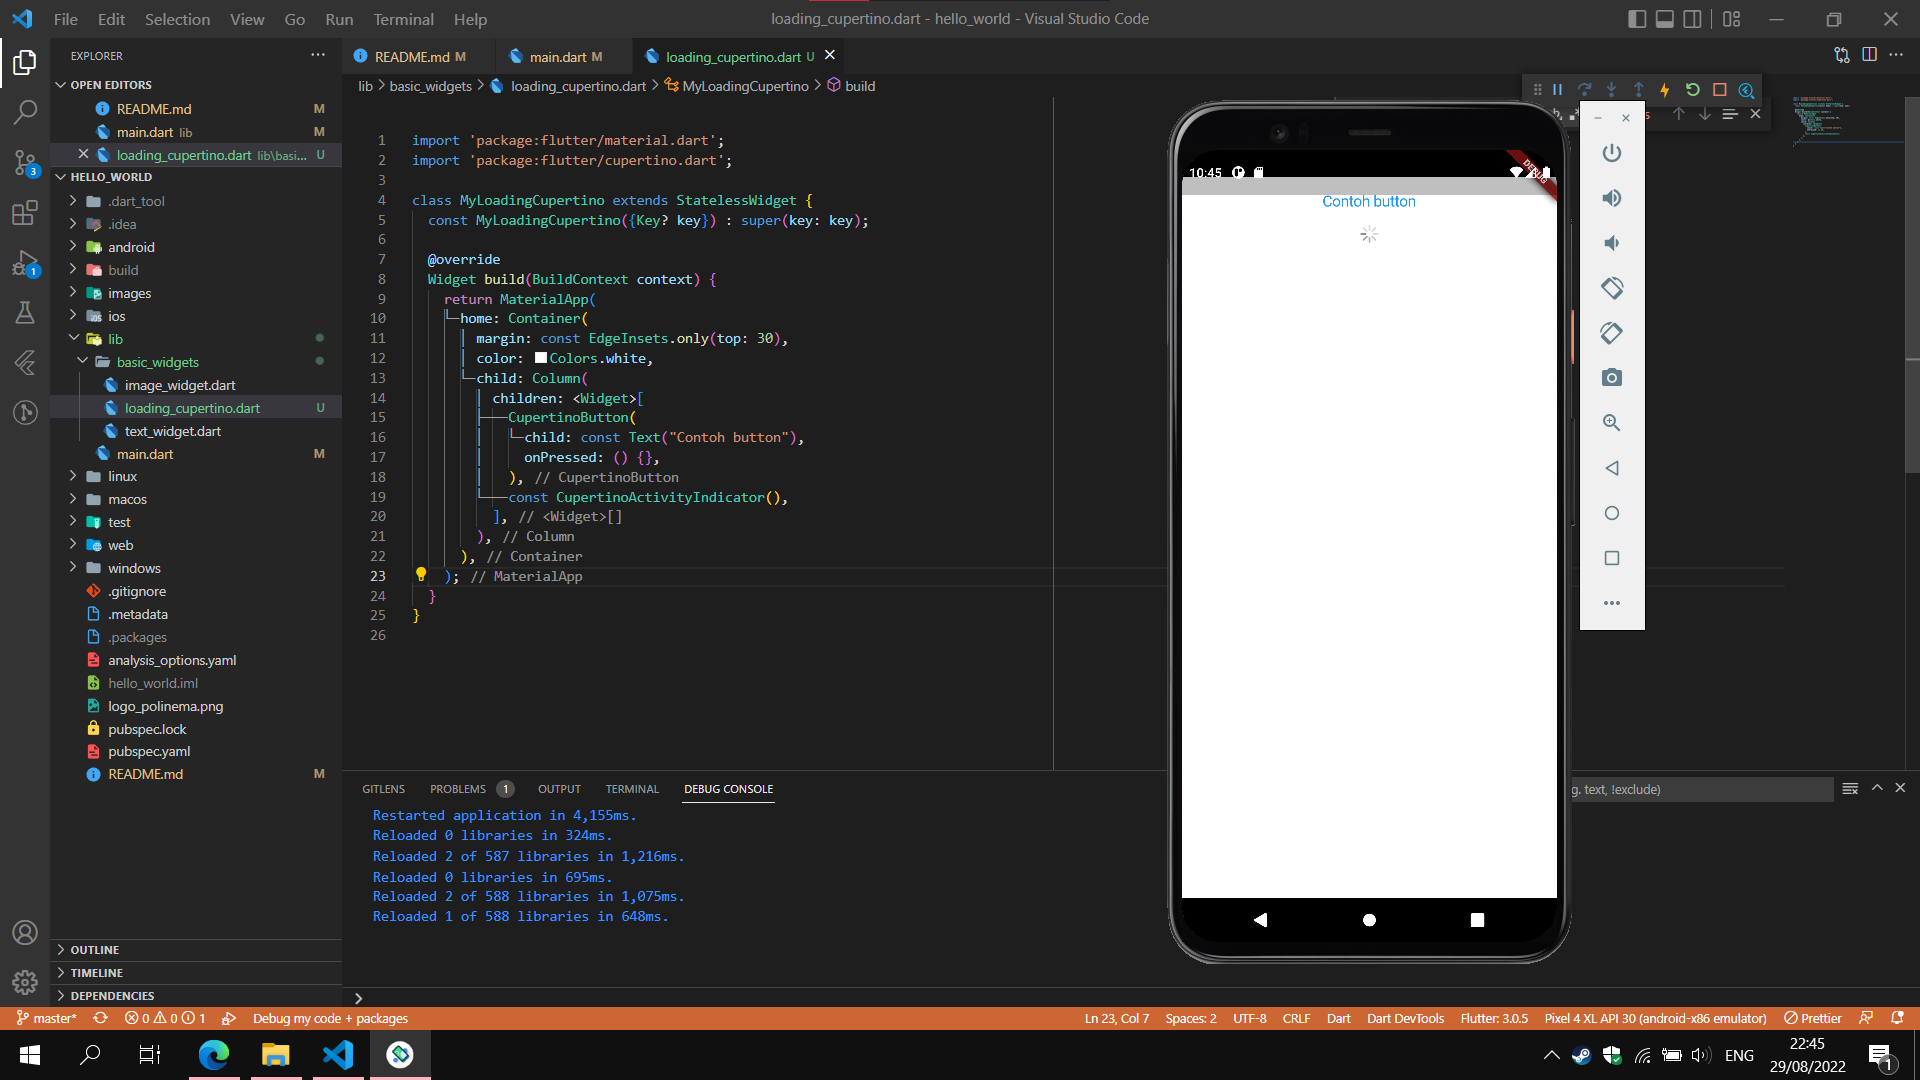 File Edit Selection View Go Run Terminal Help
loading_cupertino.dart - hello_world - Visual Studio Code
EXPLORER
README.md M
main.dart M
loading_cupertino.dart U
lib > basic_widgets > loading_cupertino.dart > MyLoadingCupertino > build
OPEN EDITORS
README.md M
main.dart lib M
loading_cupertino.dart lib\basi... U
HELLO_WORLD
.dart_tool
.idea
android
build
images
ios
lib
basic_widgets
image_widget.dart
loading_cupertino.dart U
text_widget.dart
main.dart M
linux
macos
test
web
windows
.gitignore
.metadata
.packages
analysis_options.yaml
hello_world.iml
logo_polinema.png
pubspec.lock
pubspec.yaml
README.md M
OUTLINE
TIMELINE
DEPENDENCIES
3
1
1 import 'package:flutter/material.dart';
2 import 'package:flutter/cupertino.dart';
3
4 class MyLoadingCupertino extends StatelessWidget {
5 const MyLoadingCupertino({Key? key}) : super(key: key);
6
7 @override
8 Widget build(BuildContext context) {
9 return MaterialApp(
10 home: Container(
11 margin: const EdgeInsets.only(top: 30),
12 color: Colors.white,
13 child: Column(
14 children: <Widget>[
15 CupertinoButton(
16 child: const Text("Contoh button"),
17 onPressed: () {},
18 ), // CupertinoButton
19 const CupertinoActivityIndicator(),
20 ], // <Widget>[]
21 ), // Column
22 ), // Container
23 ); // MaterialApp
24 }
25 }
26
10:45
DEBUG
Contoh button
GITLENS PROBLEMS 1 OUTPUT TERMINAL DEBUG CONSOLE
g. text, !exclude)
Restarted application in 4,155ms.
Reloaded 0 libraries in 324ms.
Reloaded 2 of 587 libraries in 1,216ms.
Reloaded 0 libraries in 695ms.
Reloaded 2 of 588 libraries in 1,075ms.
Reloaded 1 of 588 libraries in 648ms.
master* 0 0 1 Debug my code + packages
Ln 23, Col 7 Spaces: 2 UTF-8 CRLF Dart Dart DevTools Flutter: 3.0.5 Pixel 4 XL API 30 (android-x86 emulator) Prettier
ENG
22:45
29/08/2022
1